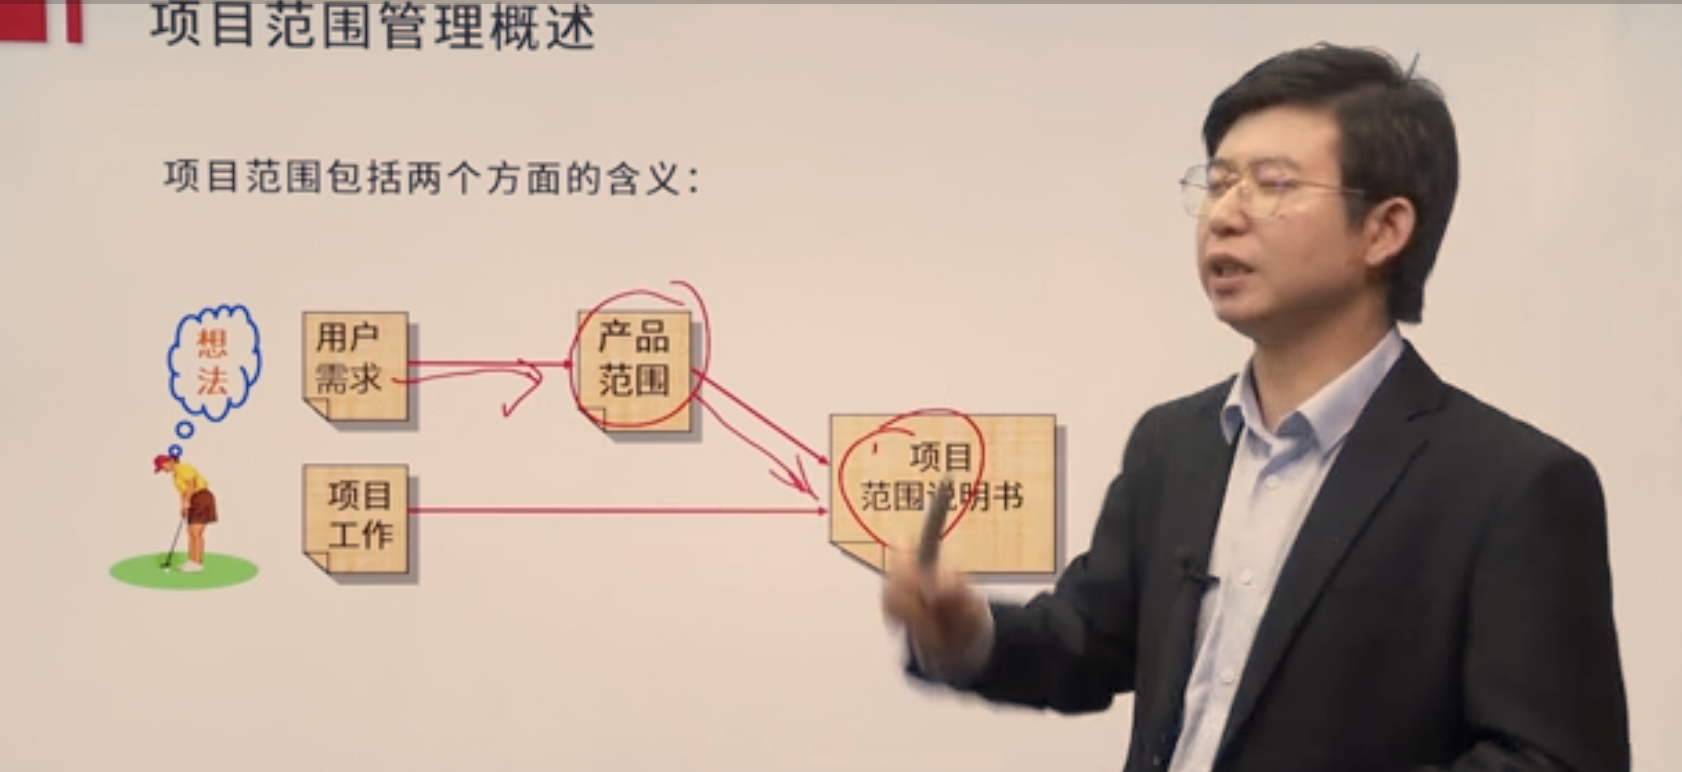 项目范围管理概述
项目范围包括两个方面的含义：
想
法
用户
需求
产品
范围
项目
工作
项目
范围说明书